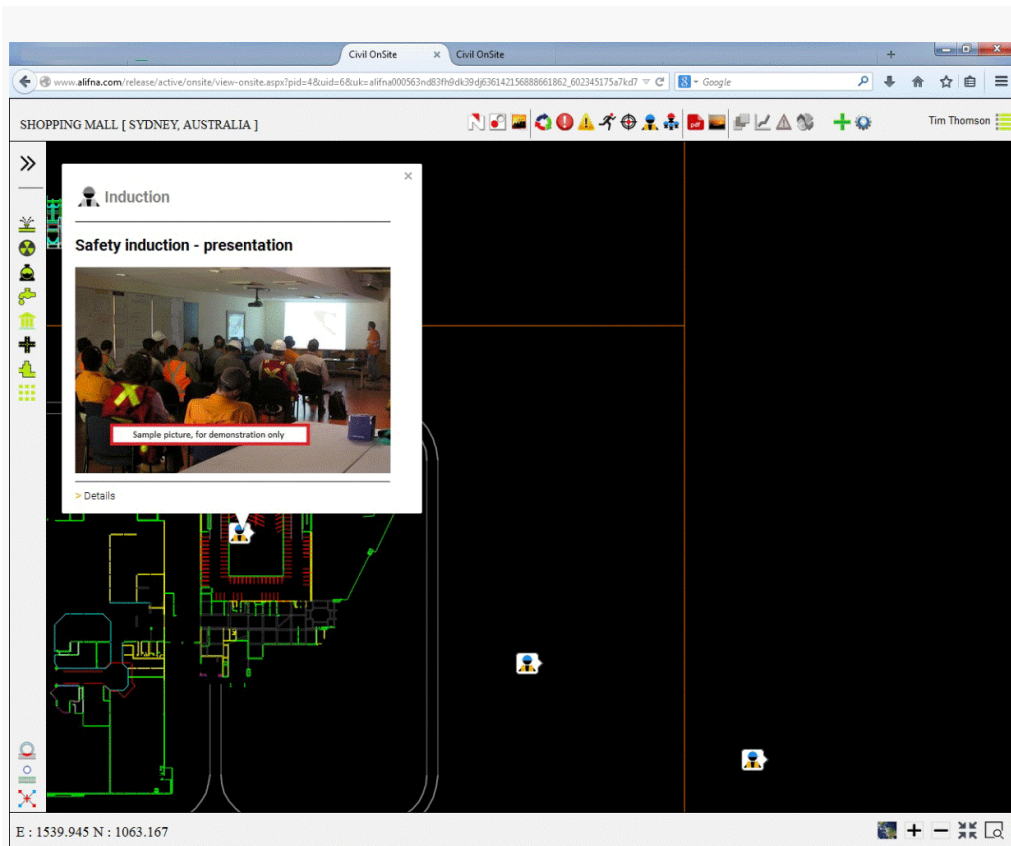 Civil OnSite
Civil OnSite
www.alifna.com/release/active/onsite/view-onsite.aspx?pid=4&uid=6&uk=alifna000563nd83fh9dk39dj636142156888661862_602345175a7kd7
Google
SHOPPING MALL [ SYDNEY, AUSTRALIA ]
pdf
Tim Thomson
Induction
Safety induction - presentation
Sample picture, for demonstration only
> Details
E : 1539.945 N : 1063.167